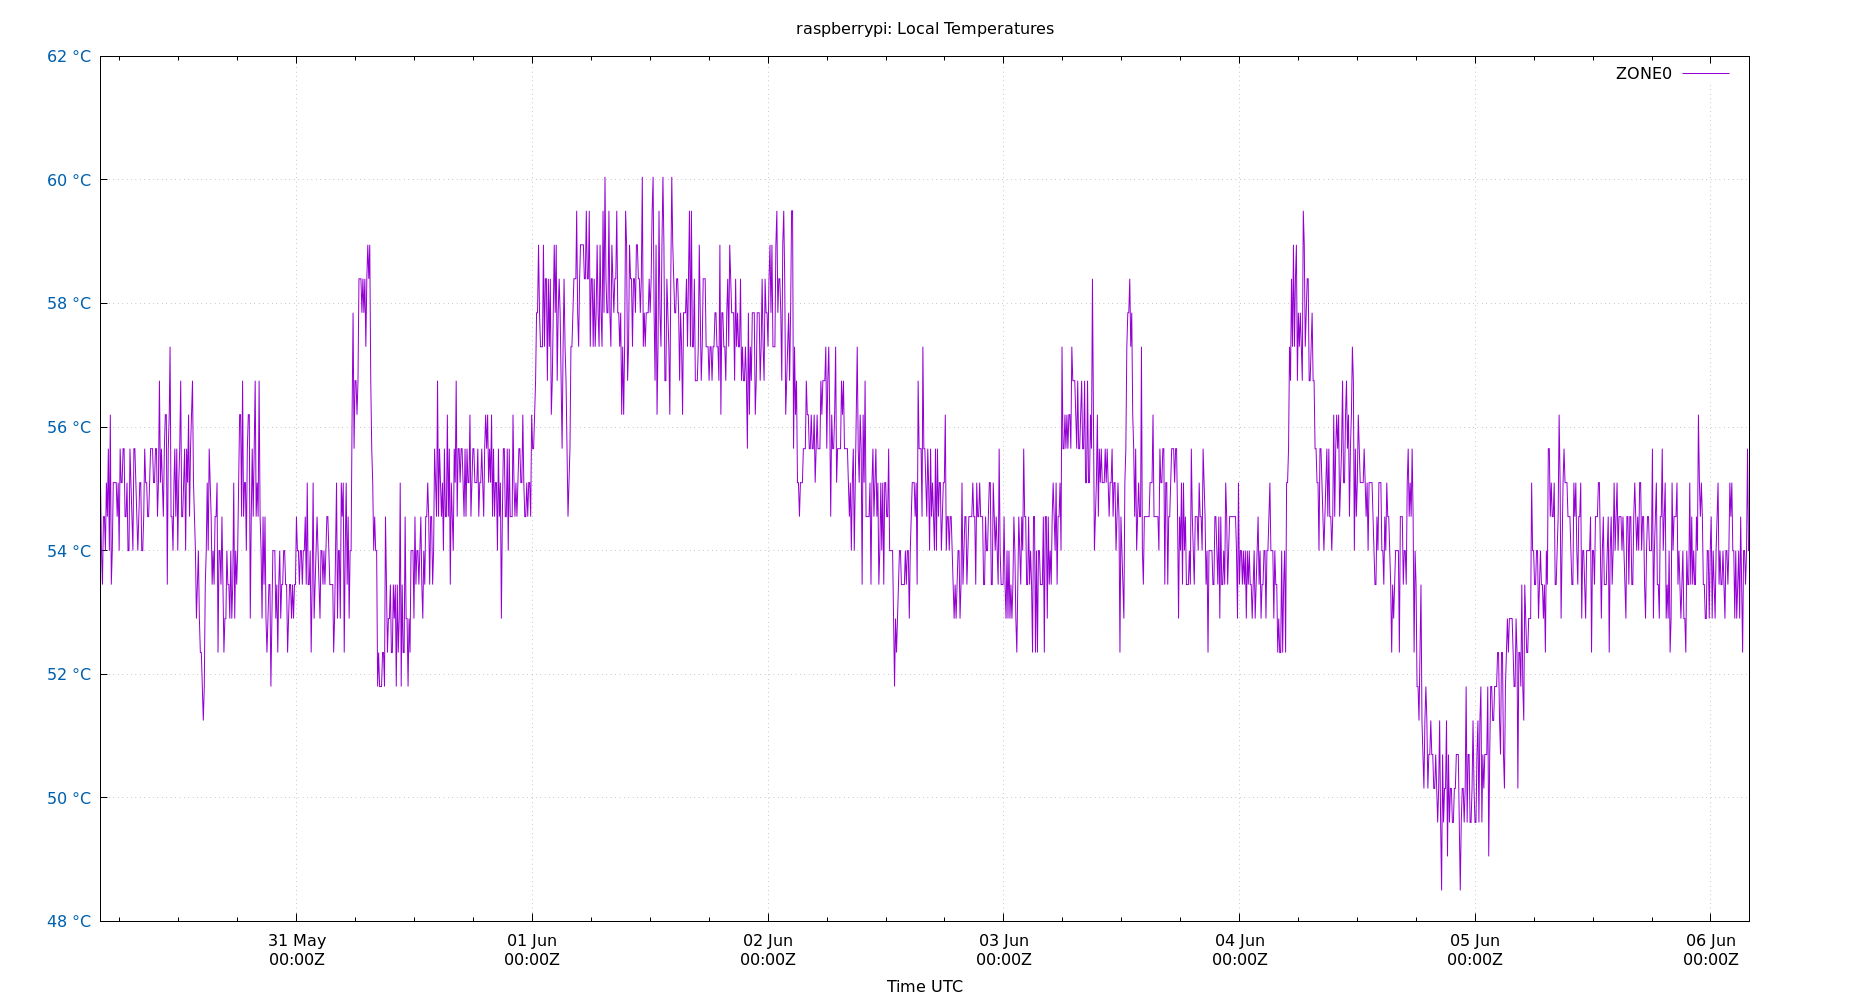 raspberrypi: Local Temperatures
62 °C
ZONE0
60 °C
58 °C
56 °C
54 °C
52 °C
50 °C
48 °C
31 May 01 Jun 02 Jun 03 Jun 04 Jun 05 Jun 06 Jun
00:00Z 00:00Z 00:00Z 00:00Z 00:00Z 00:00Z 00:00Z
Time UTC